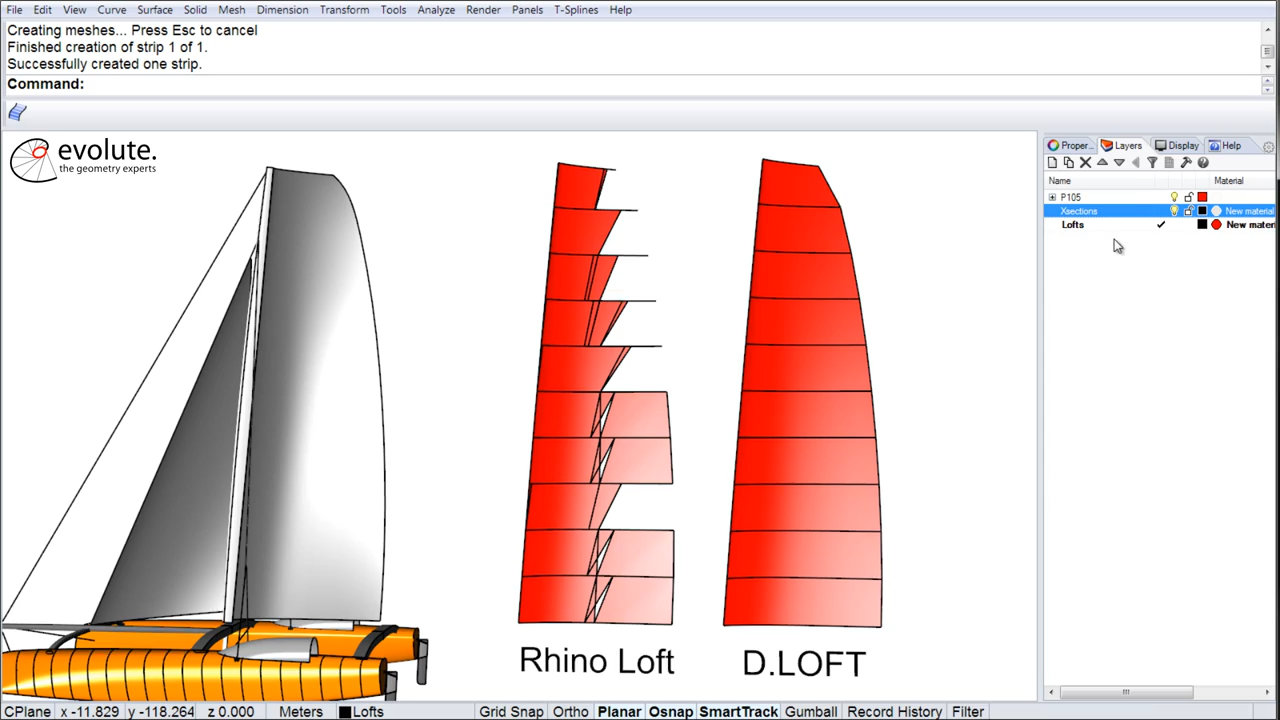 File Edit View Curve Surface Solid Mesh Dimension Transform Tools Analyze Render Panels T-Splines Help
Creating meshes... Press Esc to cancel
Finished creation of strip 1 of 1.
Successfully created one strip.
Command:
evolute.
the geometry experts
Proper... Layers Display Help
Name Material
P105
Xsections New material
Lofts New mater
Rhino Loft D.LOFT
CPlane x -11.829 y -118.264 z 0.000 Meters Lofts Grid Snap Ortho Planar Osnap SmartTrack Gumball Record History Filter